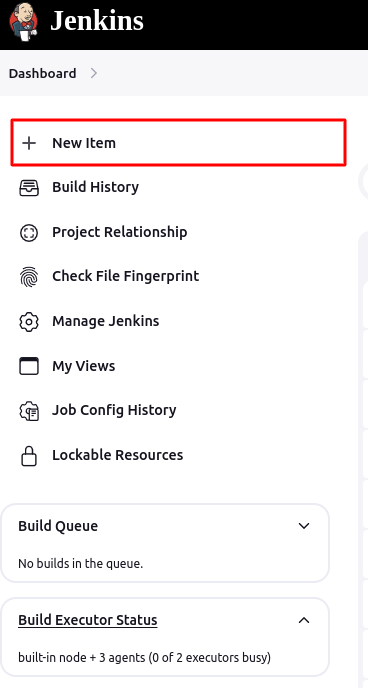 Jenkins
Dashboard
New Item
Build History
Project Relationship
Check File Fingerprint
Manage Jenkins
My Views
Job Config History
Lockable Resources
Build Queue
No builds in the queue.
Build Executor Status
built-in node + 3 agents (0 of 2 executors busy)